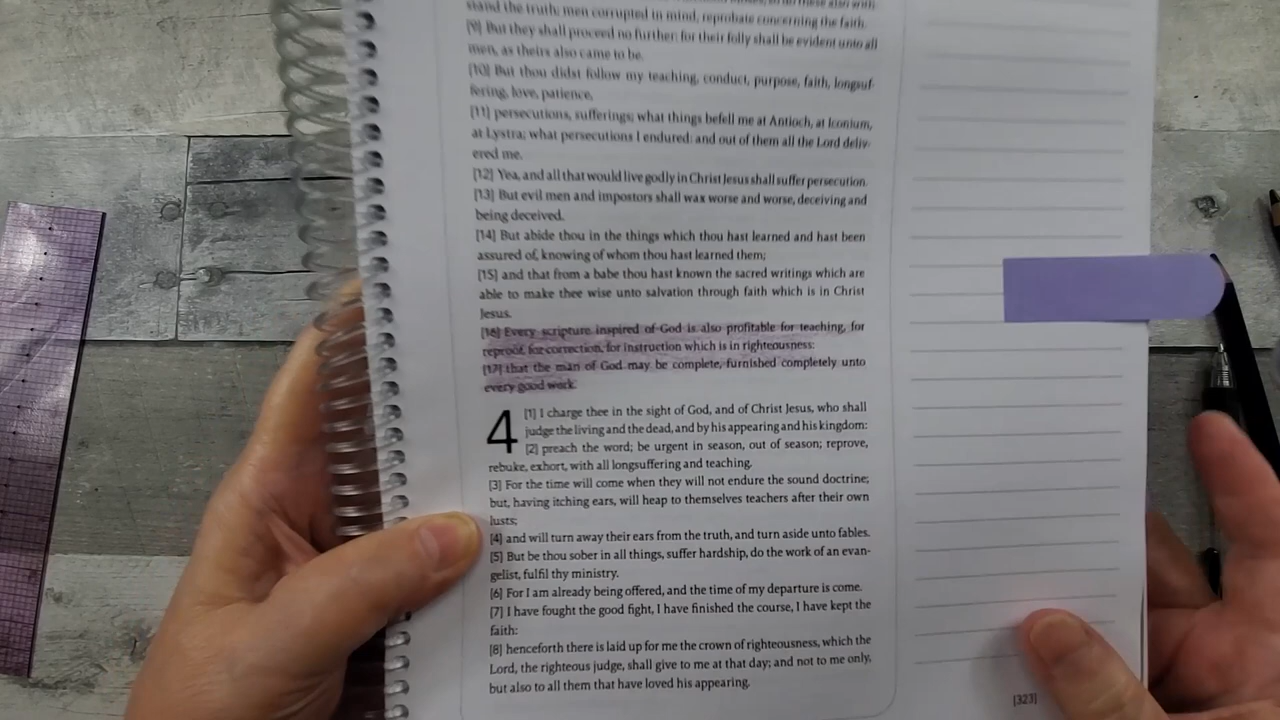 stand the truth; men corrupted in mind, reprobate concerning the faith.
[9] But they shall proceed no further: for their folly shall be evident unto all
men, as theirs also came to be.
[10] But thou didst follow my teaching, conduct, purpose, faith, longsuf-
fering, love, patience,
[11] persecutions, sufferings; what things befell me at Antioch, at Iconium,
at Lystra; what persecutions I endured: and out of them all the Lord deliv-
ered me.
[12] Yea, and all that would live godly in Christ Jesus shall suffer persecution.
[13] But evil men and impostors shall wax worse and worse, deceiving and
being deceived.
[14] But abide thou in the things which thou hast learned and hast been
assured of, knowing of whom thou hast learned them;
[15] and that from a babe thou hast known the sacred writings which are
able to make thee wise unto salvation through faith which is in Christ
Jesus.
[16] Every scripture inspired of God is also profitable for teaching, for
reproof, for correction, for instruction which is in righteousness:
[17] that the man of God may be complete, furnished completely unto
every good work.
4 [1] I charge thee in the sight of God, and of Christ Jesus, who shall
judge the living and the dead, and by his appearing and his kingdom:
[2] preach the word; be urgent in season, out of season; reprove,
rebuke, exhort, with all longsuffering and teaching.
[3] For the time will come when they will not endure the sound doctrine;
but, having itching ears, will heap to themselves teachers after their own
lusts;
[4] and will turn away their ears from the truth, and turn aside unto fables.
[5] But be thou sober in all things, suffer hardship, do the work of an evan-
gelist, fulfil thy ministry.
[6] For I am already being offered, and the time of my departure is come.
[7] I have fought the good fight, I have finished the course, I have kept the
faith:
[8] henceforth there is laid up for me the crown of righteousness, which the
Lord, the righteous judge, shall give to me at that day; and not to me only,
but also to all them that have loved his appearing.
[323]